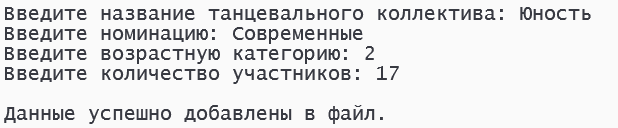 Введите название танцевального коллектива: Юность
Введите номинацию: Современные
Введите возрастную категорию: 2
Введите количество участников: 17
Данные успешно добавлены в файл.